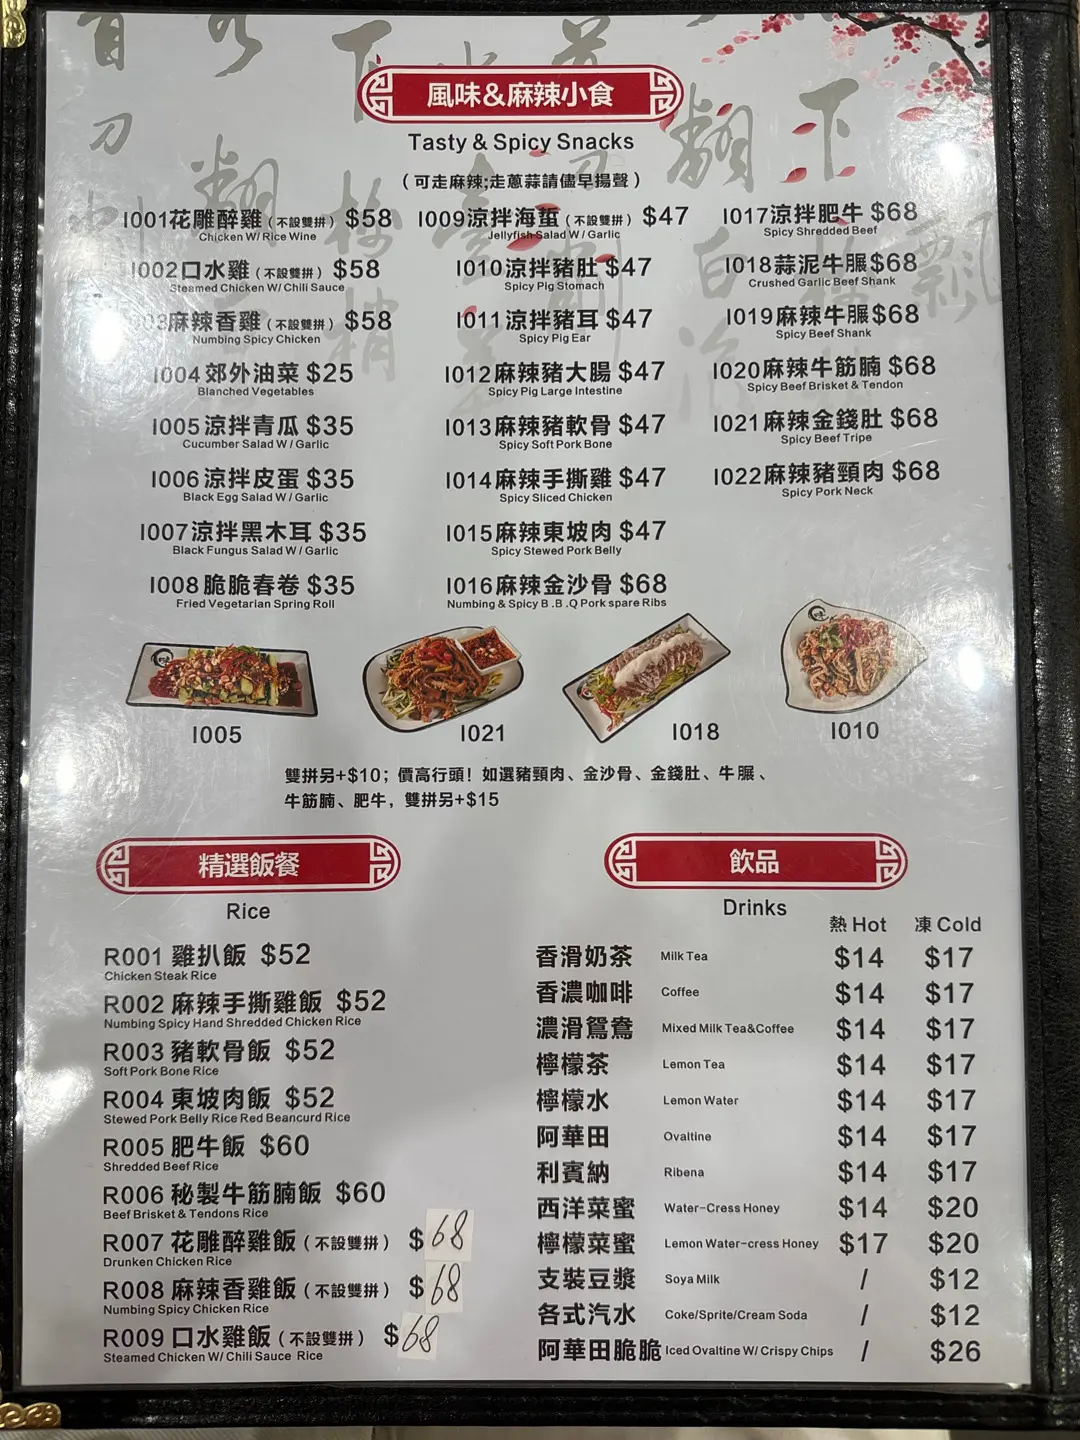 風味&麻辣小食
Tasty & Spicy Snacks
(可走麻辣;走蔥蒜請儘早揚聲)
I001花雕醉雞(不設雙拼) $58
Chicken W/ Rice Wine
I002口水雞(不設雙拼) $58
Steamed Chicken W/ Chili Sauce
03麻辣香雞(不設雙拼) $58
Numbing Spicy Chicken
I004郊外油菜 $25
Blanched Vegetables
I005涼拌青瓜 $35
Cucumber Salad W/ Garlic
I006涼拌皮蛋 $35
Black Egg Salad W/ Garlic
I007涼拌黑木耳 $35
Black Fungus Salad W/ Garlic
I008脆脆春卷 $35
Fried Vegetarian Spring Roll
I009涼拌海蜇(不設雙拼) $47
Jellyfish Salad W/ Garlic
I010涼拌豬肚 $47
Spicy Pig Stomach
I011涼拌豬耳 $47
Spicy Pig Ear
I012麻辣豬大腸 $47
Spicy Pig Large Intestine
I013麻辣豬軟骨 $47
Spicy Soft Pork Bone
I014麻辣手撕雞 $47
Spicy Sliced Chicken
I015麻辣東坡肉 $47
Spicy Stewed Pork Belly
I016麻辣金沙骨 $68
Numbing & Spicy B.B.Q Pork spare Ribs
I017涼拌肥牛 $68
Spicy Shredded Beef
I018蒜泥牛𦟌$68
Crushed Garlic Beef Shank
I019麻辣牛𦟌$68
Spicy Beef Shank
I020麻辣牛筋腩 $68
Spicy Beef Brisket & Tendon
I021麻辣金錢肚 $68
Spicy Beef Tripe
I022麻辣豬頸肉 $68
Spicy Pork Neck
I005
I021
I018
I010
雙拼另+$10；價高行頭！如選豬頸肉、金沙骨、金錢肚、牛𦟌、
牛筋腩、肥牛，雙拼另+$15
精選飯餐
Rice
R001 雞扒飯 $52
Chicken Steak Rice
R002 麻辣手撕雞飯 $52
Numbing Spicy Hand Shredded Chicken Rice
R003 豬軟骨飯 $52
Soft Pork Bone Rice
R004 東坡肉飯 $52
Stewed Pork Belly Rice Red Beancurd Rice
R005 肥牛飯 $60
Shredded Beef Rice
R006 秘製牛筋腩飯 $60
Beef Brisket & Tendons Rice
R007 花雕醉雞飯(不設雙拼) $68
Drunken Chicken Rice
R008 麻辣香雞飯(不設雙拼) $68
Numbing Spicy Chicken Rice
R009 口水雞飯(不設雙拼) $68
Steamed Chicken W/ Chili Sauce Rice
飲品
Drinks
熱 Hot 凍 Cold
香滑奶茶 Milk Tea $14 $17
香濃咖啡 Coffee $14 $17
濃滑鴛鴦 Mixed Milk Tea&Coffee $14 $17
檸檬茶 Lemon Tea $14 $17
檸檬水 Lemon Water $14 $17
阿華田 Ovaltine $14 $17
利賓納 Ribena $14 $17
西洋菜蜜 Water-Cress Honey $14 $20
檸檬菜蜜 Lemon Water-cress Honey $17 $20
支裝豆漿 Soya Milk / $12
各式汽水 Coke/Sprite/Cream Soda / $12
阿華田脆脆 Iced Ovaltine W/ Crispy Chips / $26